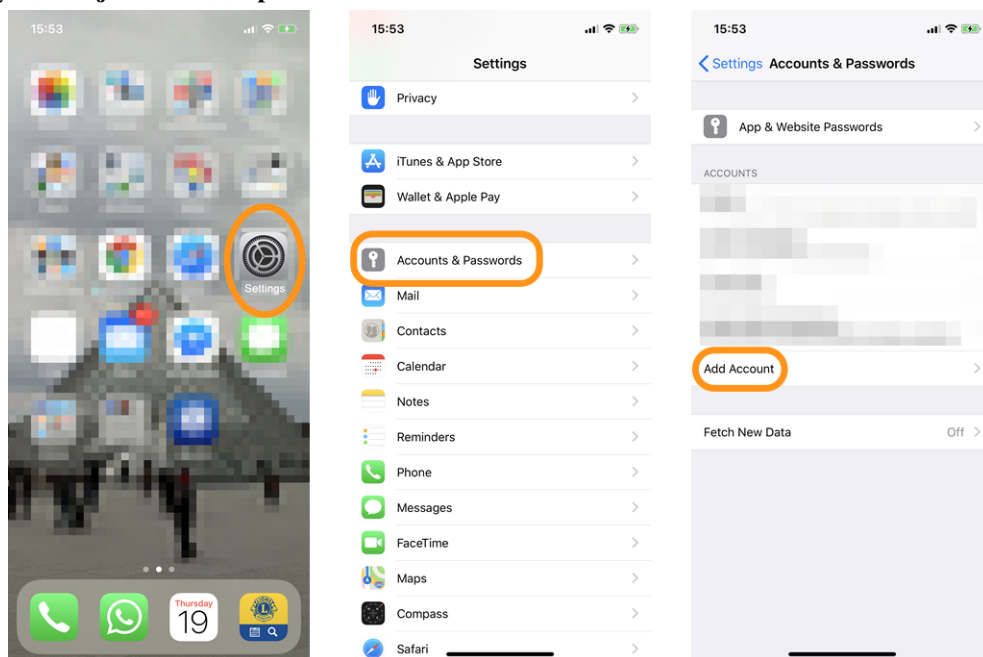 15:53
Settings
Thursday
19
15:53
Settings
Privacy
iTunes & App Store
Wallet & Apple Pay
Accounts & Passwords
Mail
Contacts
Calendar
Notes
Reminders
Phone
Messages
FaceTime
Maps
Compass
Safari
15:53
Settings Accounts & Passwords
App & Website Passwords
ACCOUNTS
Add Account
Fetch New Data Off